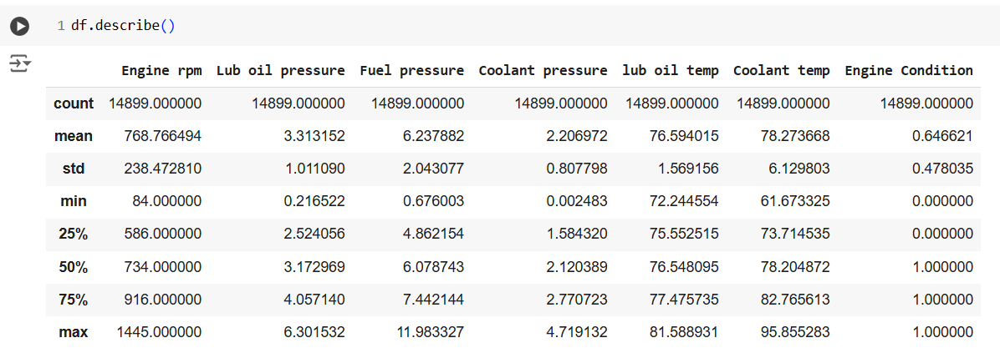 1 df.describe()
Engine rpm Lub oil pressure Fuel pressure Coolant pressure lub oil temp Coolant temp Engine Condition
count 14899.000000 14899.000000 14899.000000 14899.000000 14899.000000 14899.000000 14899.000000
mean 768.766494 3.313152 6.237882 2.206972 76.594015 78.273668 0.646621
std 238.472810 1.011090 2.043077 0.807798 1.569156 6.129803 0.478035
min 84.000000 0.216522 0.676003 0.002483 72.244554 61.673325 0.000000
25% 586.000000 2.524056 4.862154 1.584320 75.552515 73.714535 0.000000
50% 734.000000 3.172969 6.078743 2.120389 76.548095 78.204872 1.000000
75% 916.000000 4.057140 7.442144 2.770723 77.475735 82.765613 1.000000
max 1445.000000 6.301532 11.983327 4.719132 81.588931 95.855283 1.000000